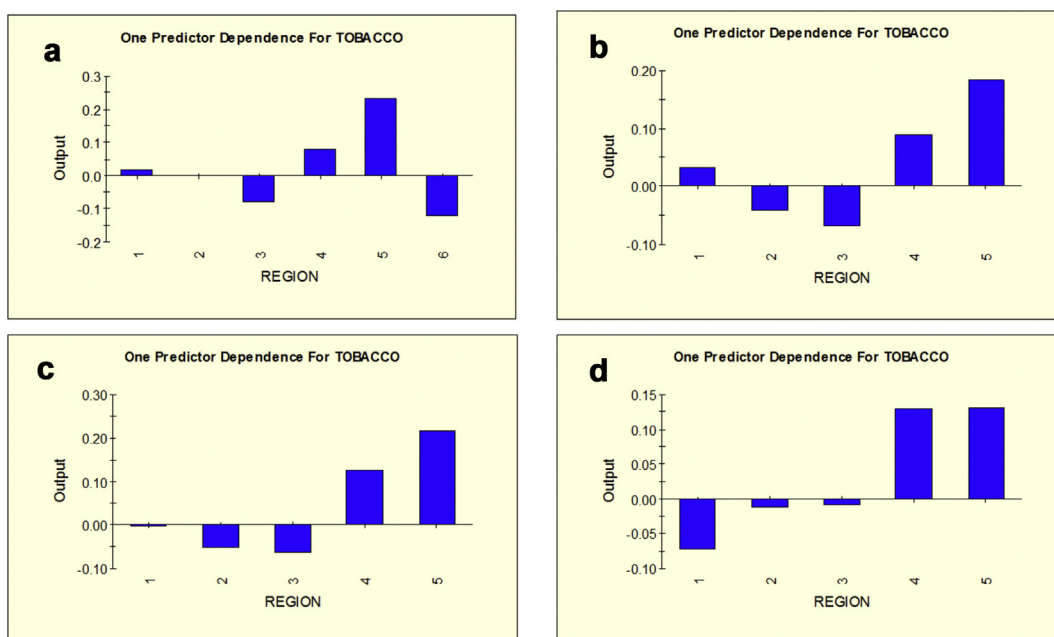 a
One Predictor Dependence For TOBACCO
0.3
0.2
0.1
0.0
-0.1
-0.2
Output
1 2 3 4 5 6
REGION
b
One Predictor Dependence For TOBACCO
0.20
0.10
0.00
-0.10
Output
1 2 3 4 5
REGION
c
One Predictor Dependence For TOBACCO
0.30
0.20
0.10
0.00
-0.10
Output
1 2 3 4 5
REGION
d
One Predictor Dependence For TOBACCO
0.15
0.10
0.05
0.00
-0.05
-0.10
Output
1 2 3 4 5
REGION